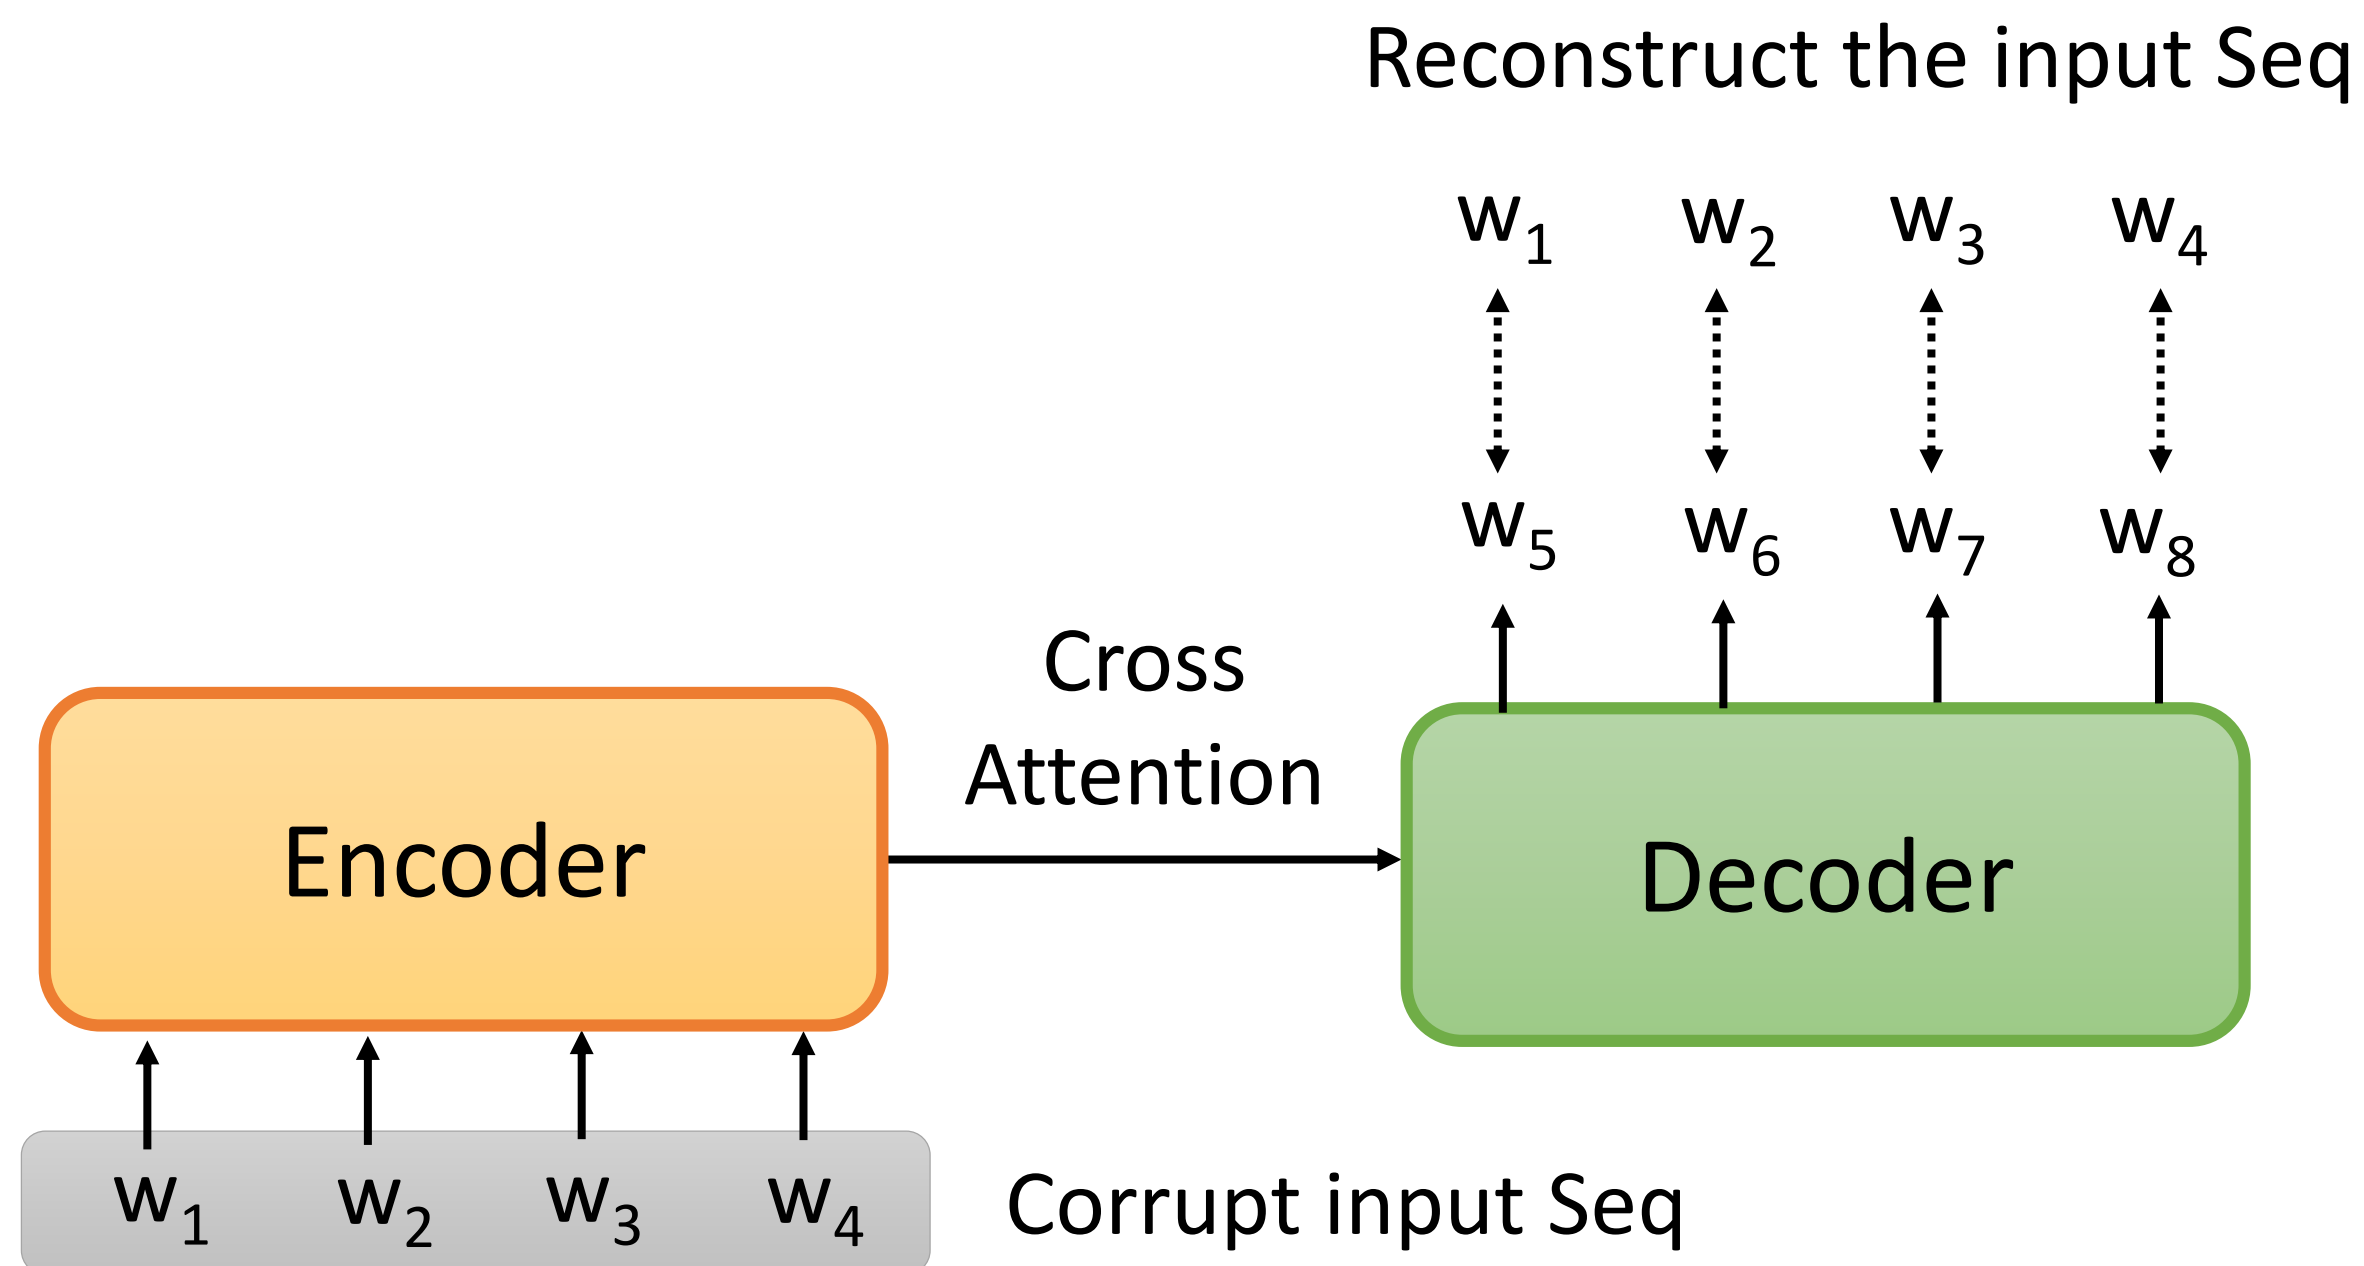 Reconstruct the input Seq
w1 w2 w3 w4
w5 w6 w7 w8
Cross
Attention
Encoder
Decoder
w1 w2 w3 w4
Corrupt input Seq